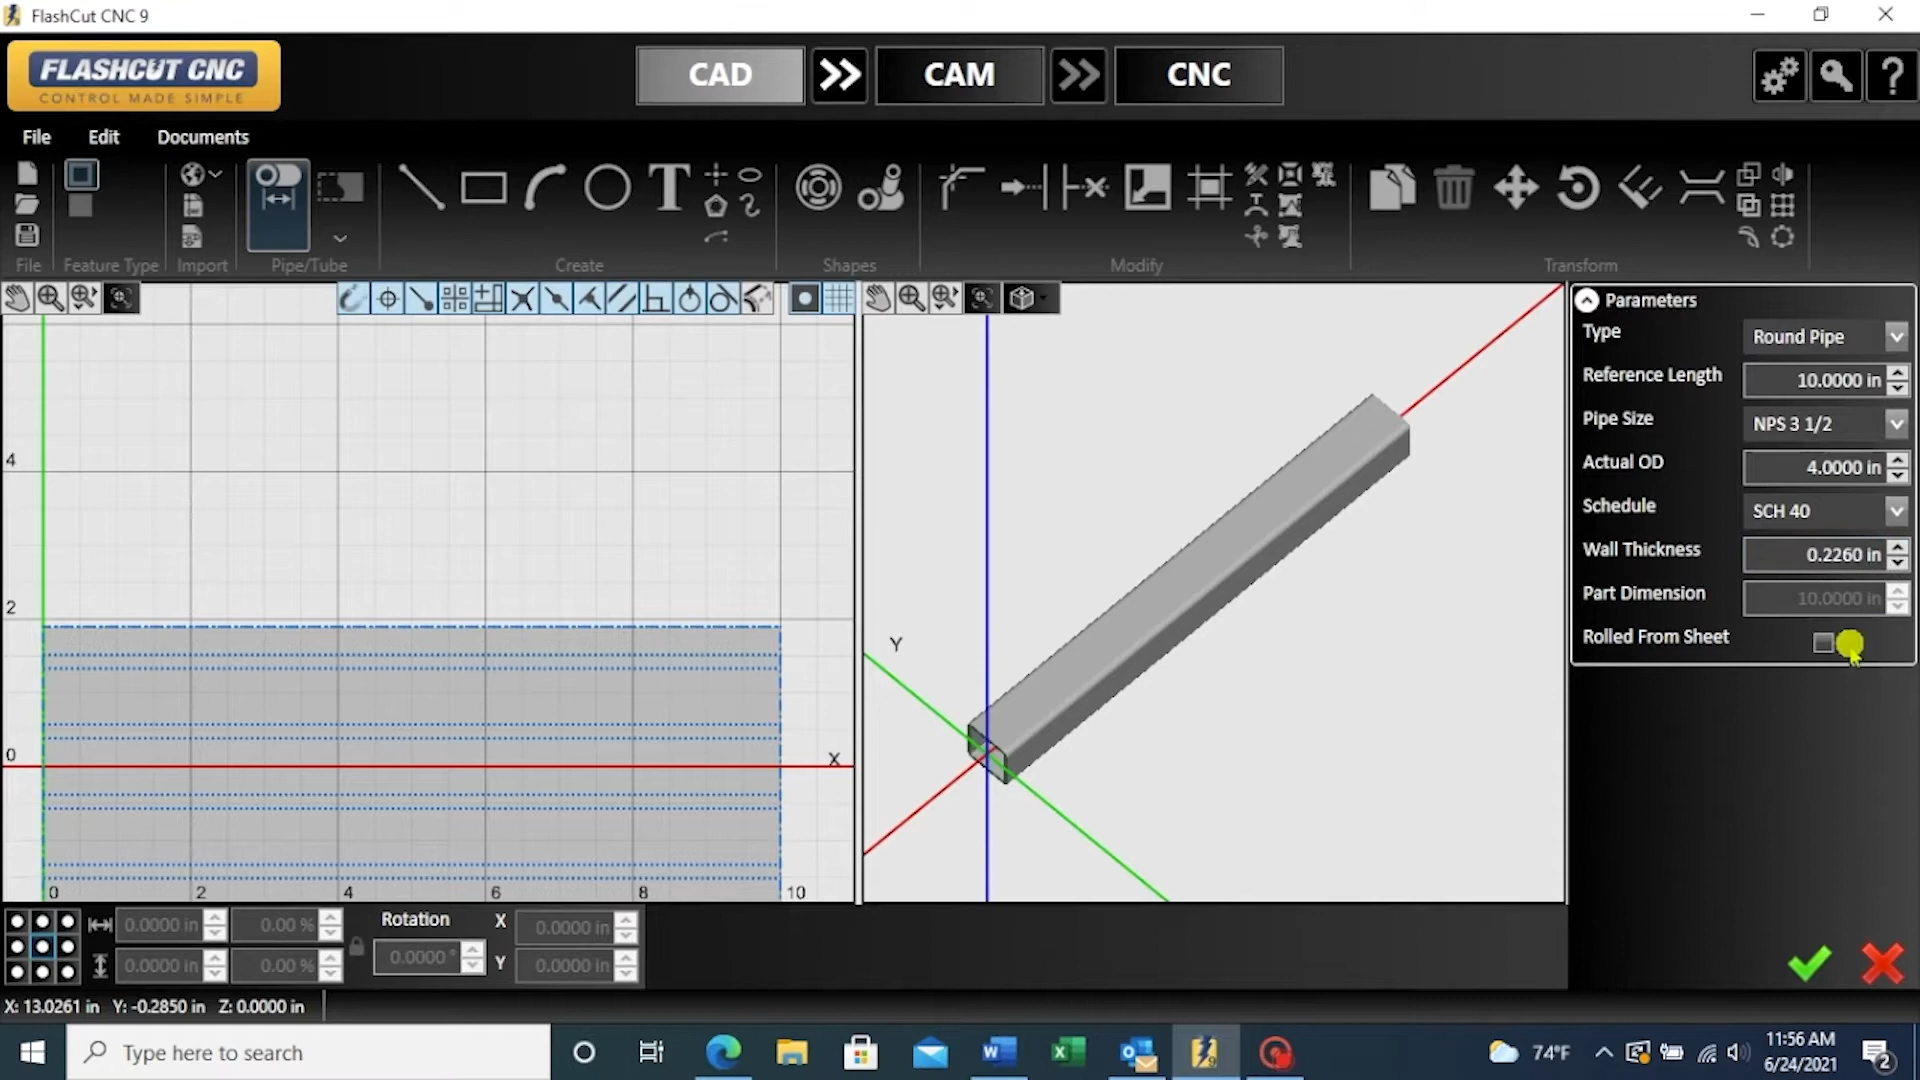 FlashCut CNC 9
FLASHCUT CNC
CONTROL MADE SIMPLE
CAD
CAM
CNC
File
Edit
Documents
T
File
Feature Type
Import
Pipe/Tube
Create
Shapes
Modify
Transform
4
2
0
0
2
4
6
8
10
X
Y
Parameters
Type
Round Pipe
Reference Length
10.0000 in
Pipe Size
NPS 3 1/2
Actual OD
4.0000 in
Schedule
SCH 40
Wall Thickness
0.2260 in
Part Dimension
10.0000 in
Rolled From Sheet
0.0000 in
0.00 %
Rotation
X
0.0000 in
0.0000 in
0.00 %
0.0000 °
Y
0.0000 in
X: 13.0261 in Y: -0.2850 in Z: 0.0000 in
Type here to search
74°F
11:56 AM
6/24/2021
2